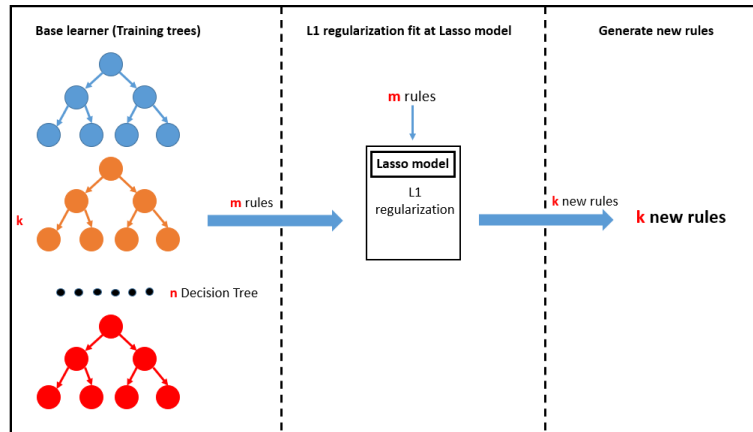 Base learner (Training trees)
k
m rules
n Decision Tree
L1 regularization fit at Lasso model
m rules
Lasso model
L1
regularization
Generate new rules
k new rules
k new rules